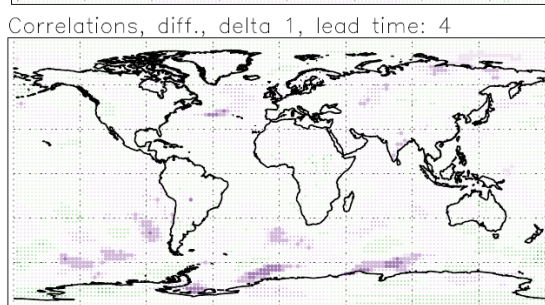 Correlations, diff., delta 1, lead time: 4